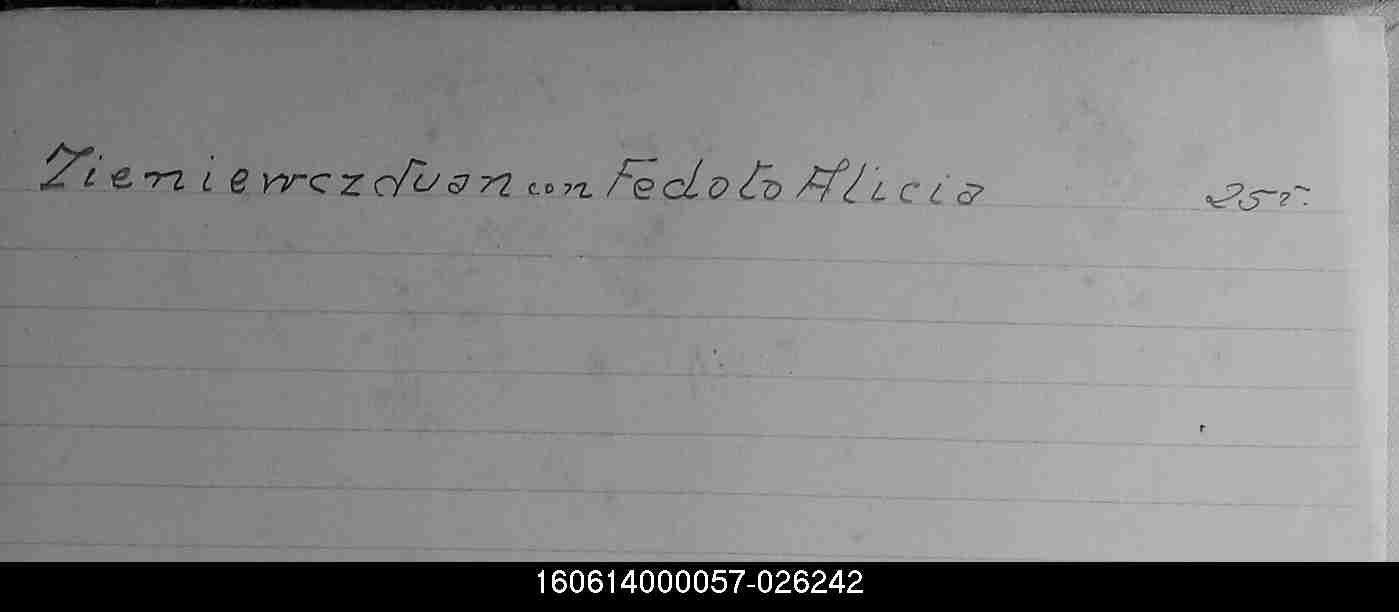 Zieniewcz Juan con Fedoto Alicia 255.
160614000057-026242